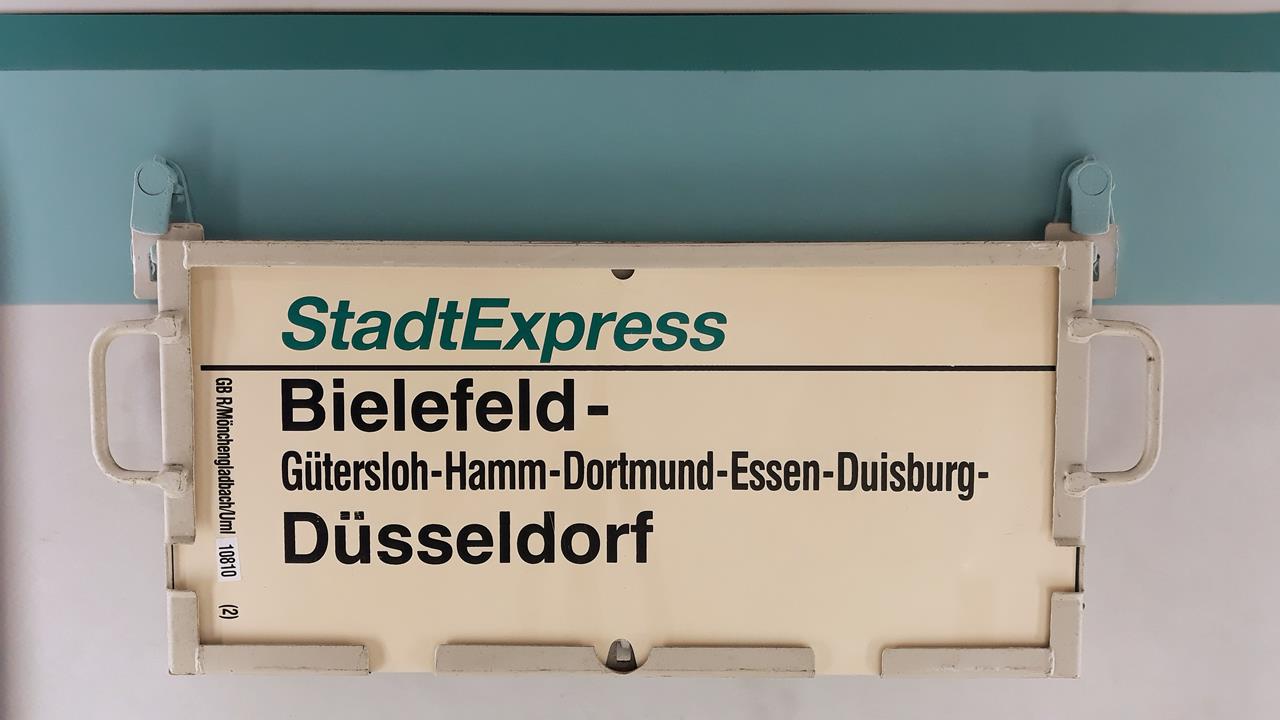 StadtExpress
Bielefeld-
Gütersloh-Hamm-Dortmund-Essen-Duisburg-
Düsseldorf
GB R/Mönchengladbach/Uml 10810 (2)